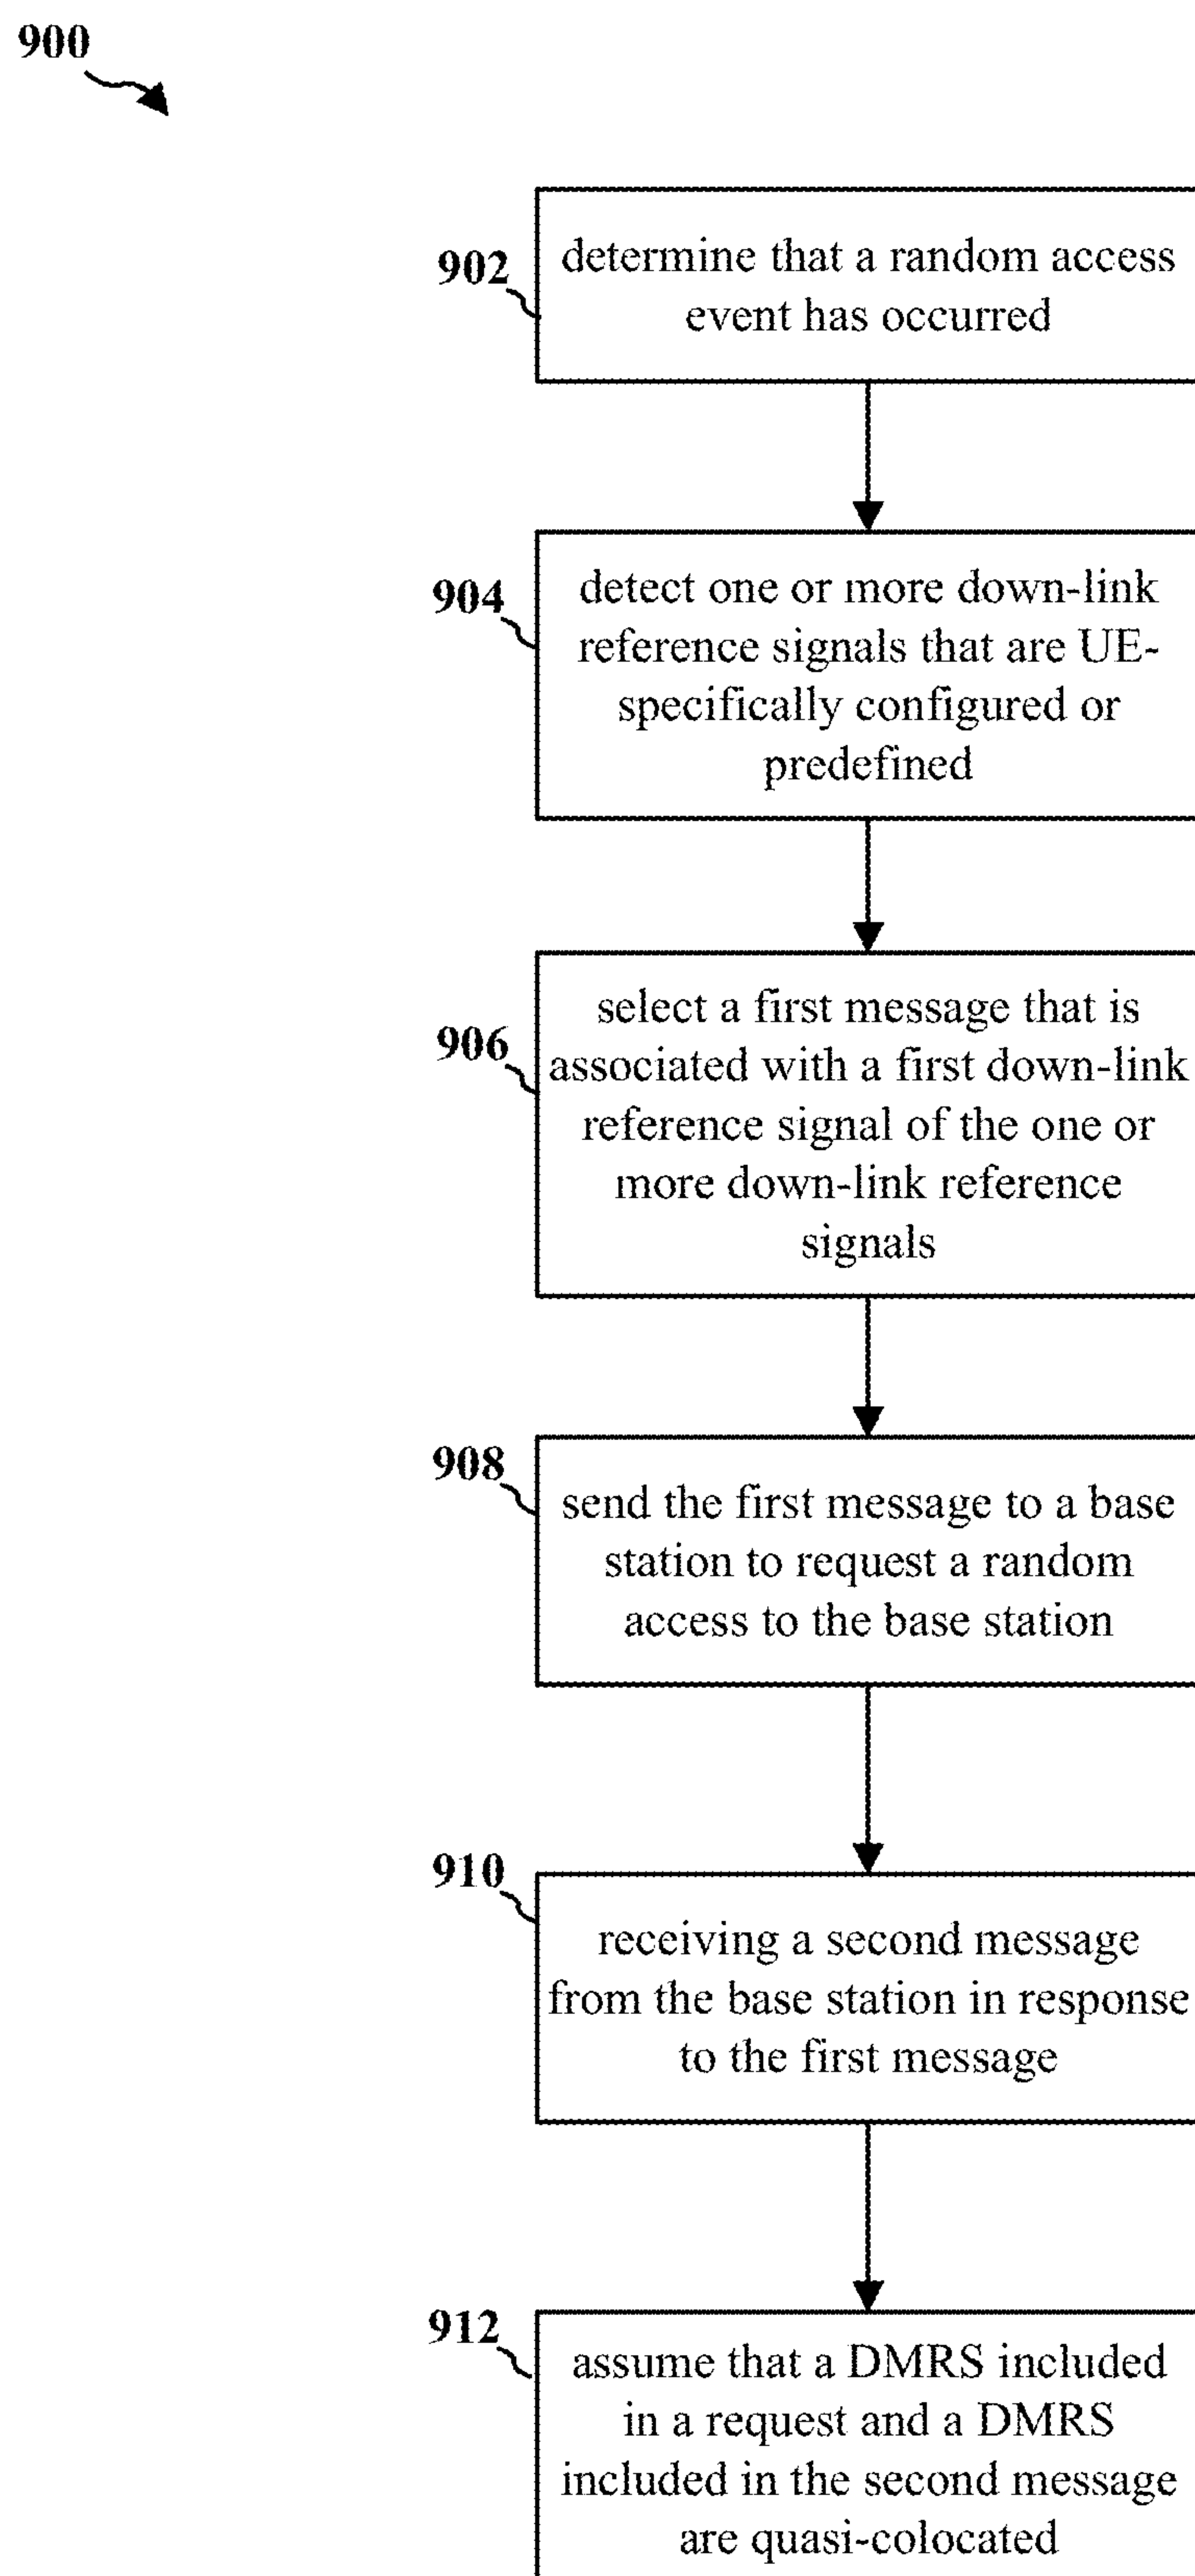 900
902
determine that a random access
event has occurred
904
detect one or more down-link
reference signals that are UE-
specifically configured or
predefined
906
select a first message that is
associated with a first down-link
reference signal of the one or
more down-link reference
signals
908
send the first message to a base
station to request a random
access to the base station
910
receiving a second message
from the base station in response
to the first message
912
assume that a DMRS included
in a request and a DMRS
included in the second message
are quasi-colocated